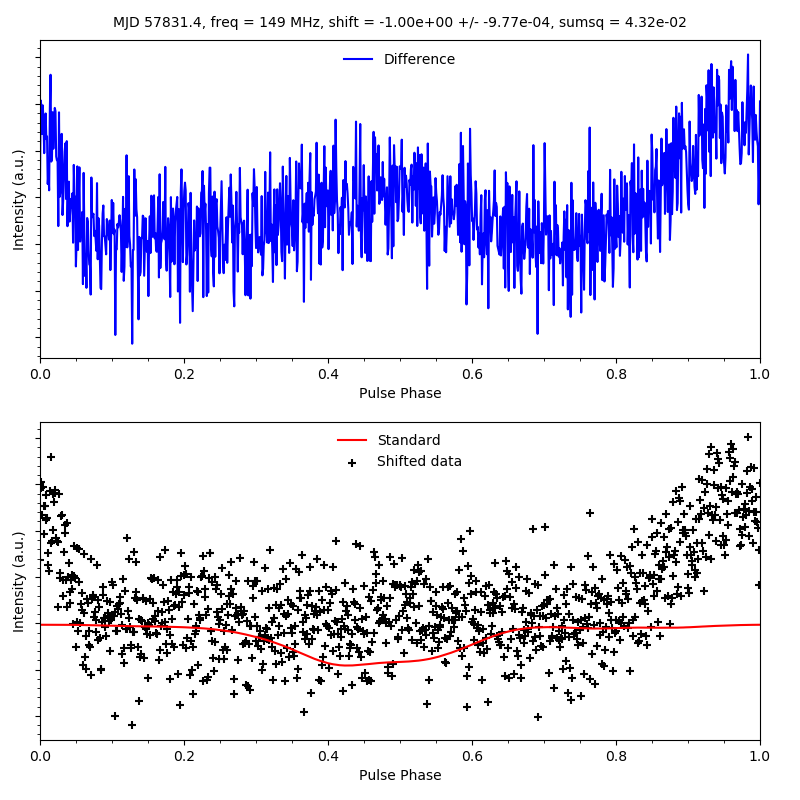 MJD 57831.4, freq = 149 MHz, shift = -1.00e+00 +/- -9.77e-04, sumsq = 4.32e-02
Difference
Intensity (a.u.)
0.0 0.2 0.4 0.6 0.8 1.0
Pulse Phase
Standard
Shifted data
Intensity (a.u.)
0.0 0.2 0.4 0.6 0.8 1.0
Pulse Phase